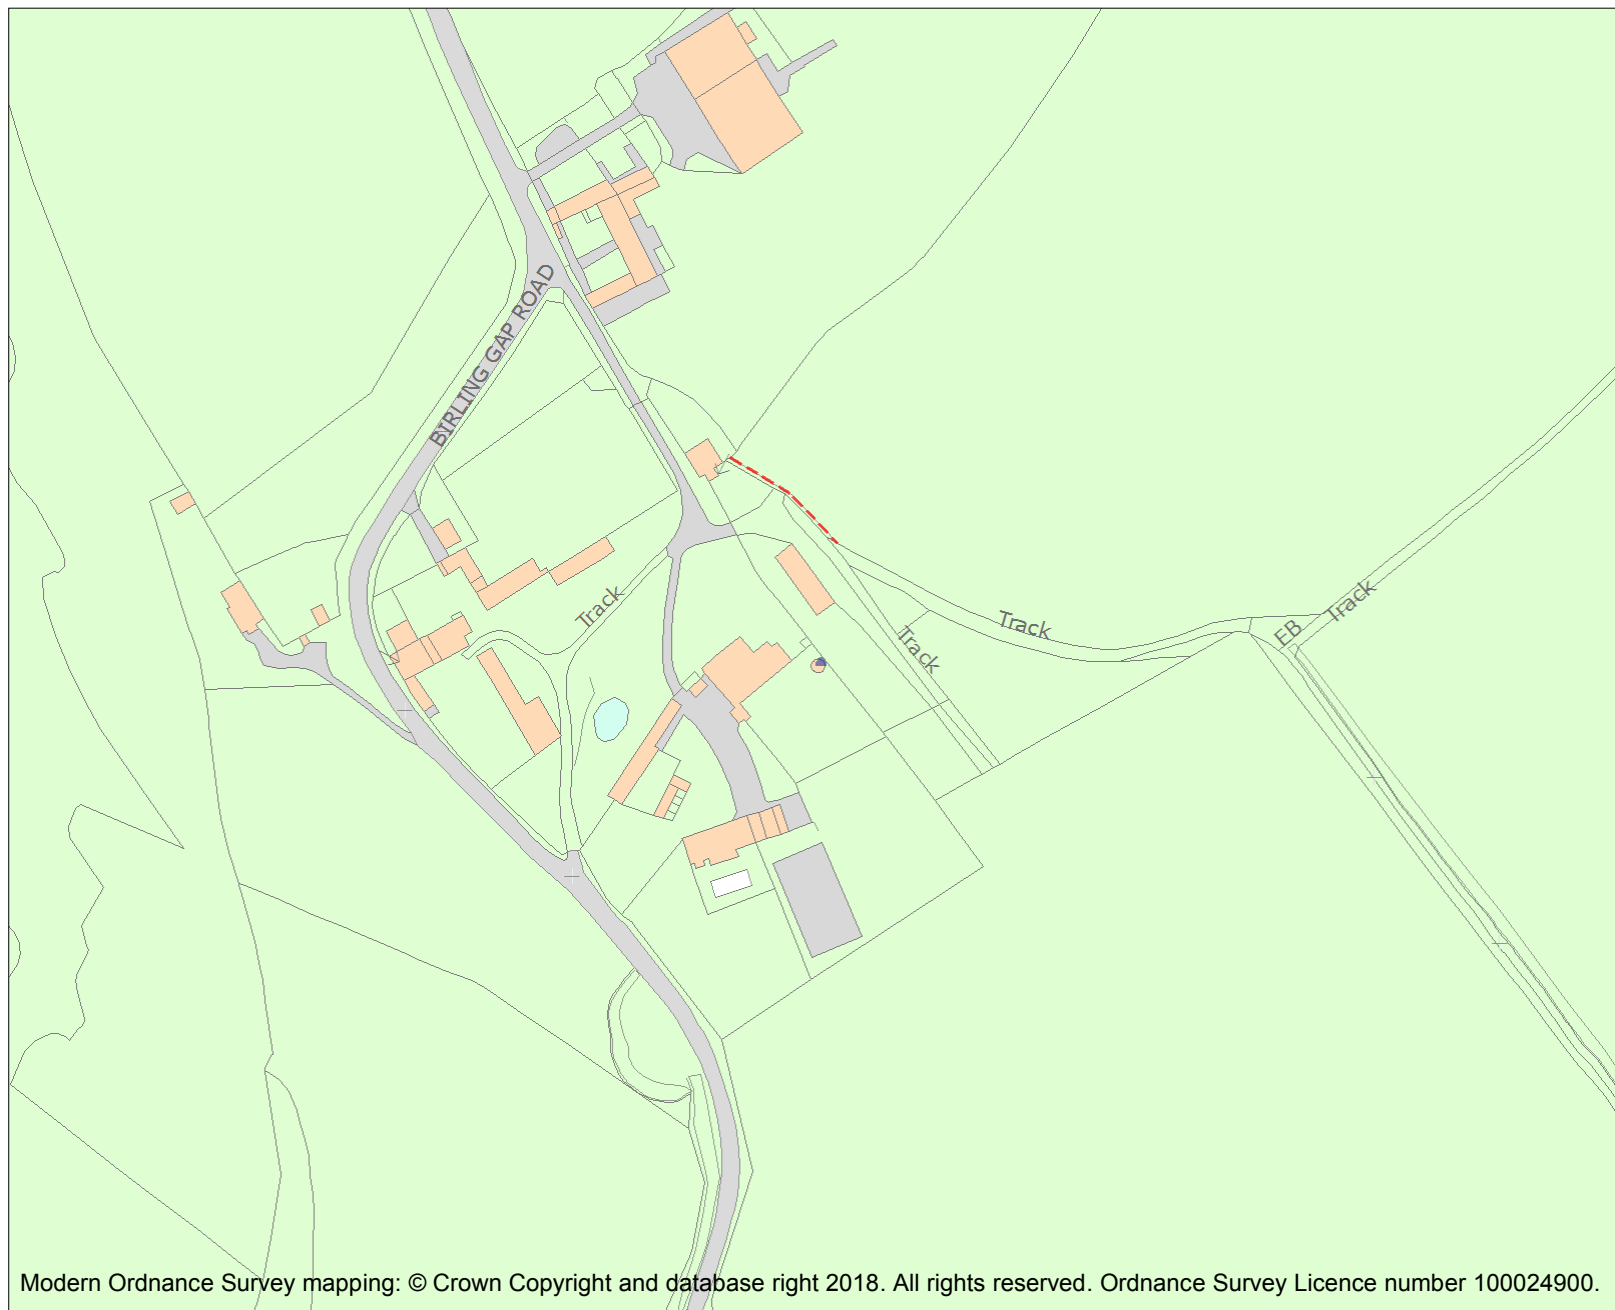 BIRLING GAP ROAD
Track
Track
Track
EB
Track
Modern Ordnance Survey mapping: © Crown Copyright and database right 2018. All rights reserved. Ordnance Survey Licence number 100024900.